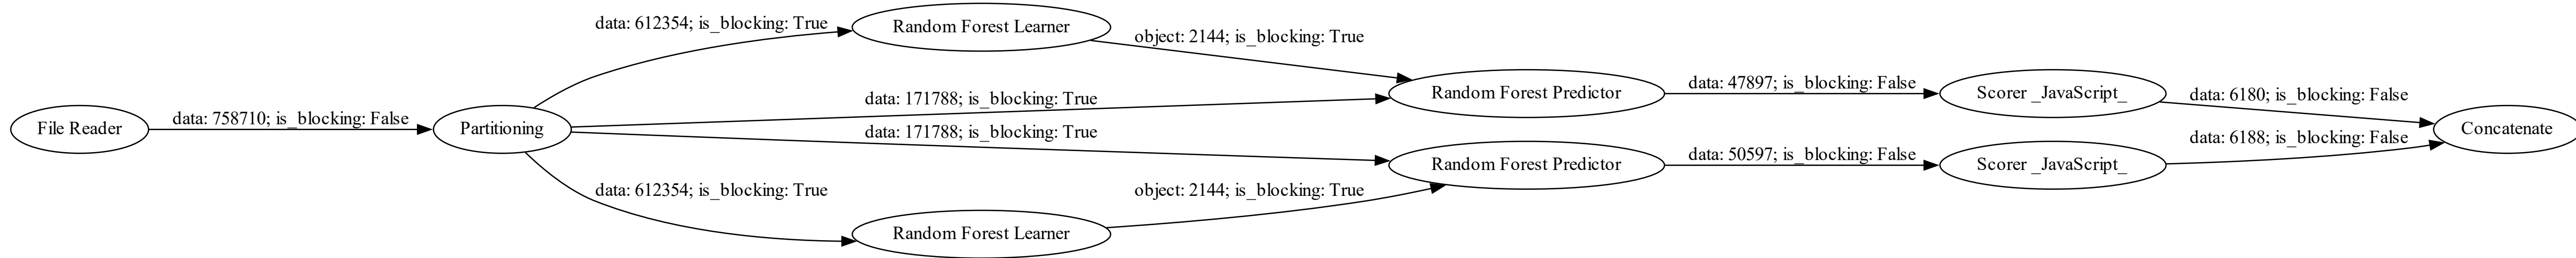 data: 612354; is_blocking: True
Random Forest Learner
object: 2144; is_blocking: True
File Reader
data: 758710; is_blocking: False
Partitioning
data: 171788; is_blocking: True
Random Forest Predictor
data: 47897; is_blocking: False
Scorer _JavaScript_
data: 6180; is_blocking: False
Concatenate
data: 171788; is_blocking: True
Random Forest Predictor
data: 50597; is_blocking: False
Scorer _JavaScript_
data: 6188; is_blocking: False
data: 612354; is_blocking: True
Random Forest Learner
object: 2144; is_blocking: True